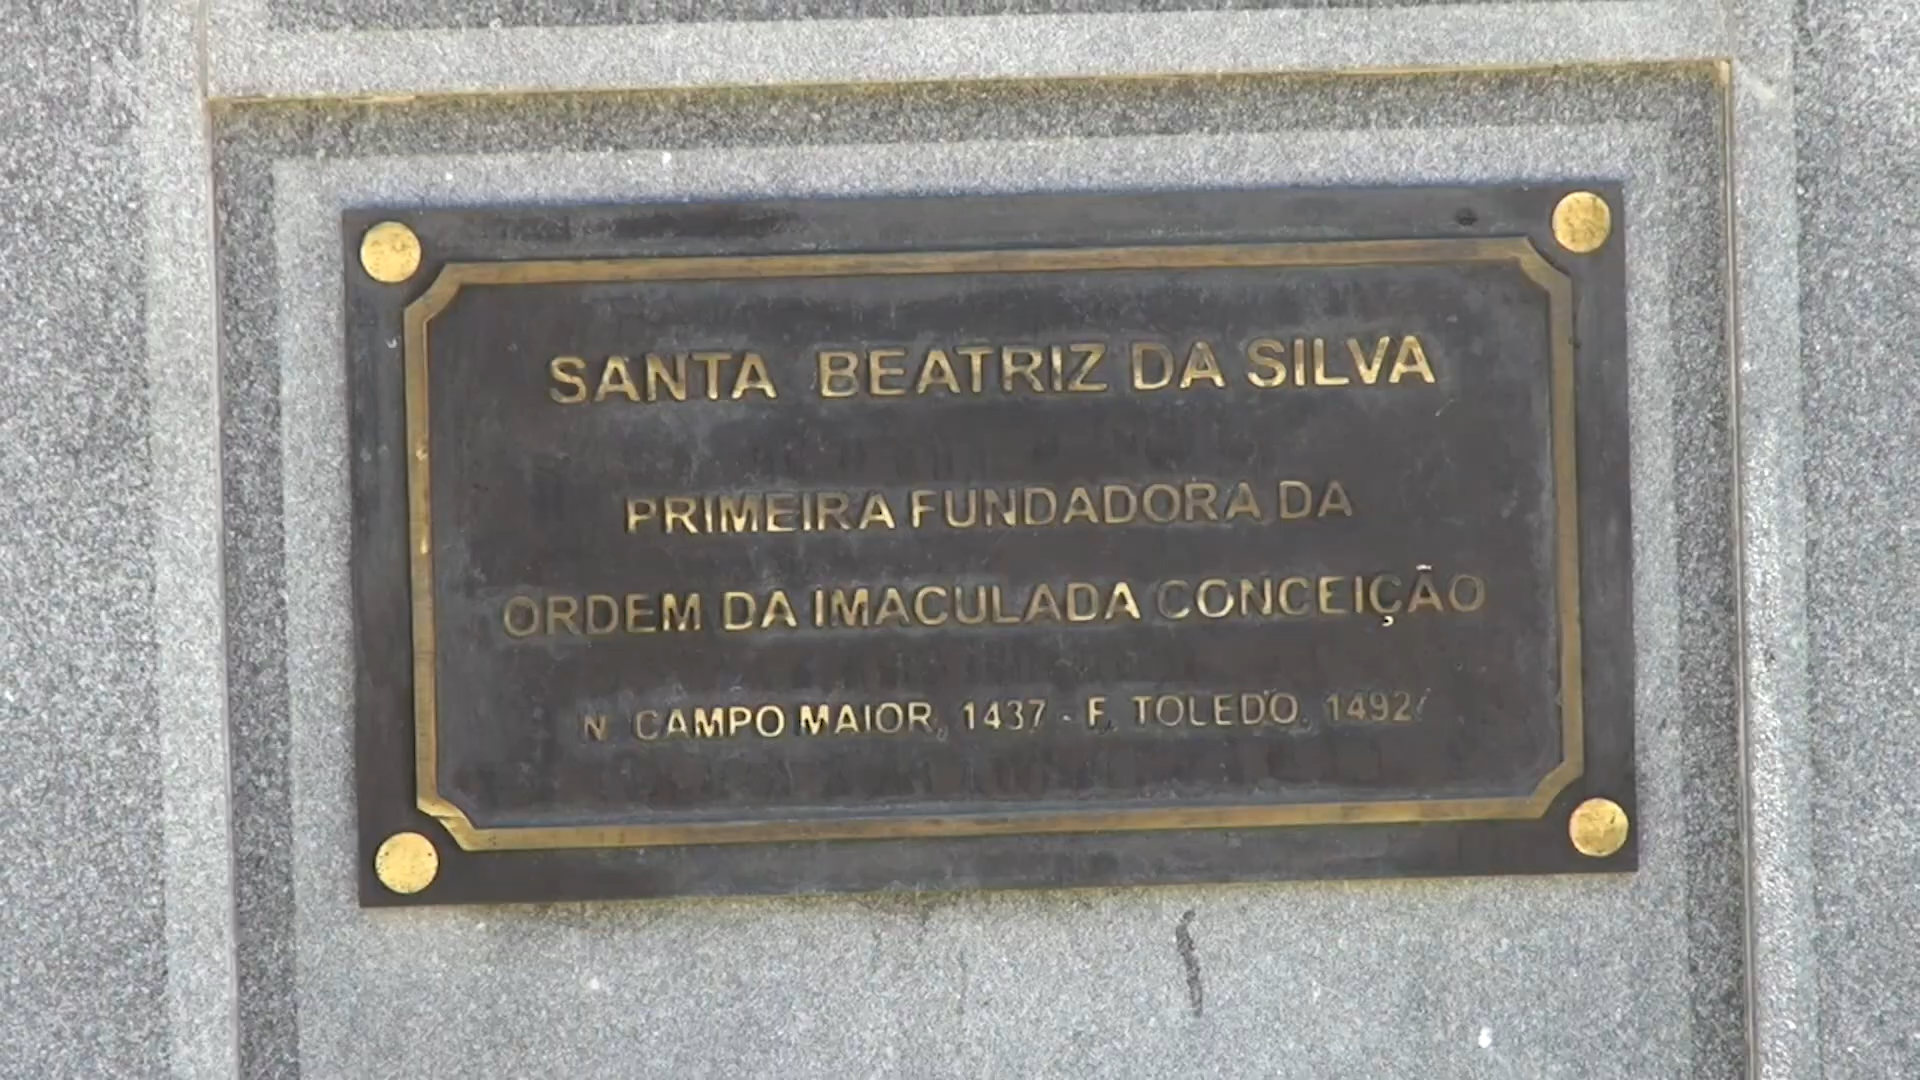 SANTA BEATRIZ DA SILVA
PRIMEIRA FUNDADORA DA
ORDEM DA IMACULADA CONCEIÇÃO
N. CAMPO MAIOR, 1437 - F. TOLEDO, 1492